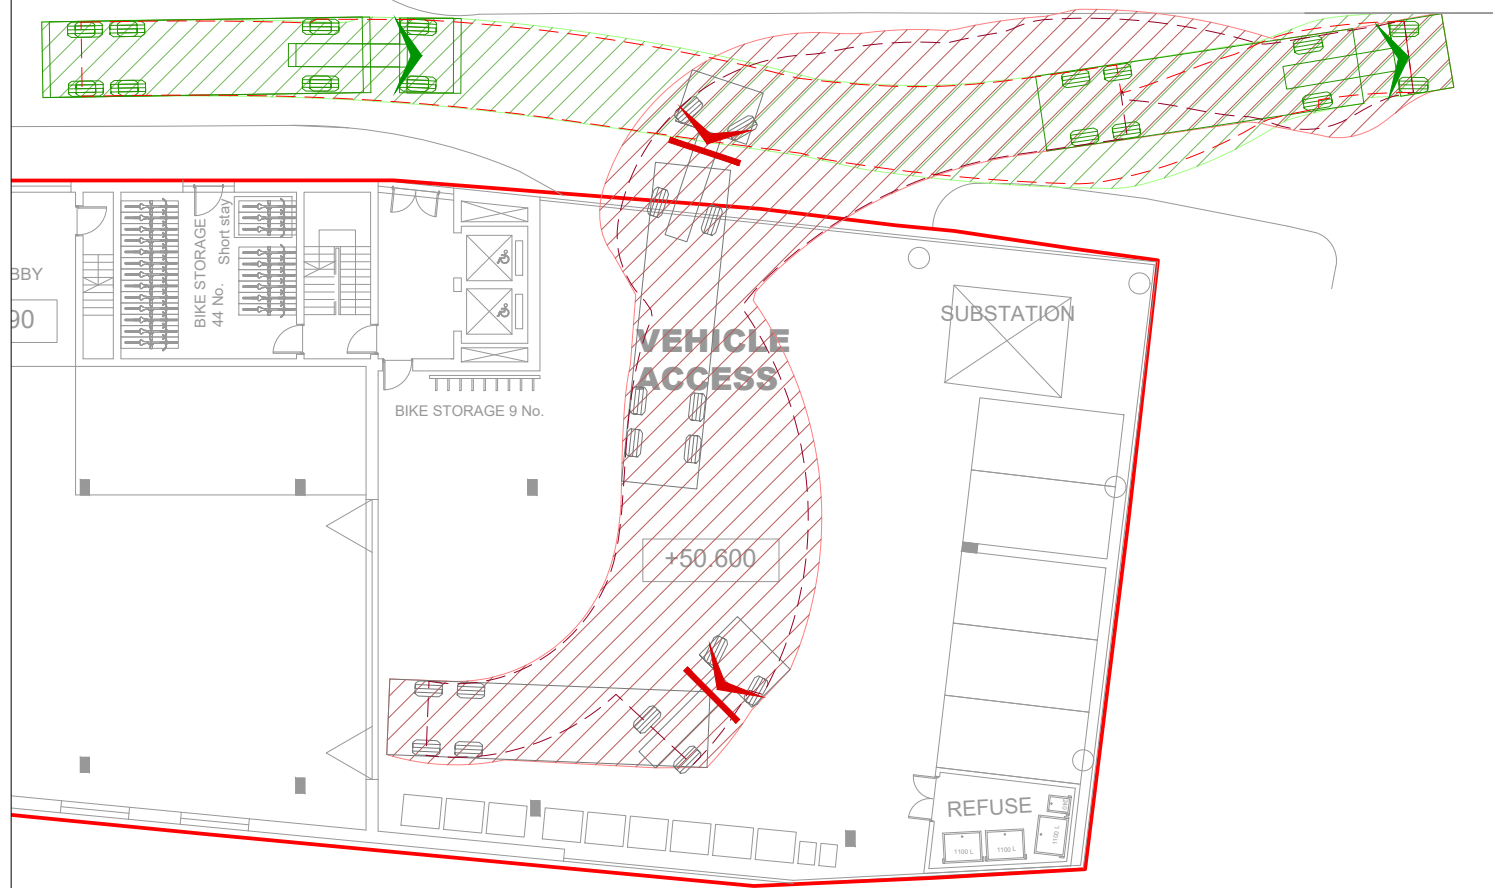 BBY
90
BIKE STORAGE
44 No.
Short stay
BIKE STORAGE 9 No.
VEHICLE
ACCESS
SUBSTATION
+50.600
REFUSE
1100 L
1100 L
1100 L